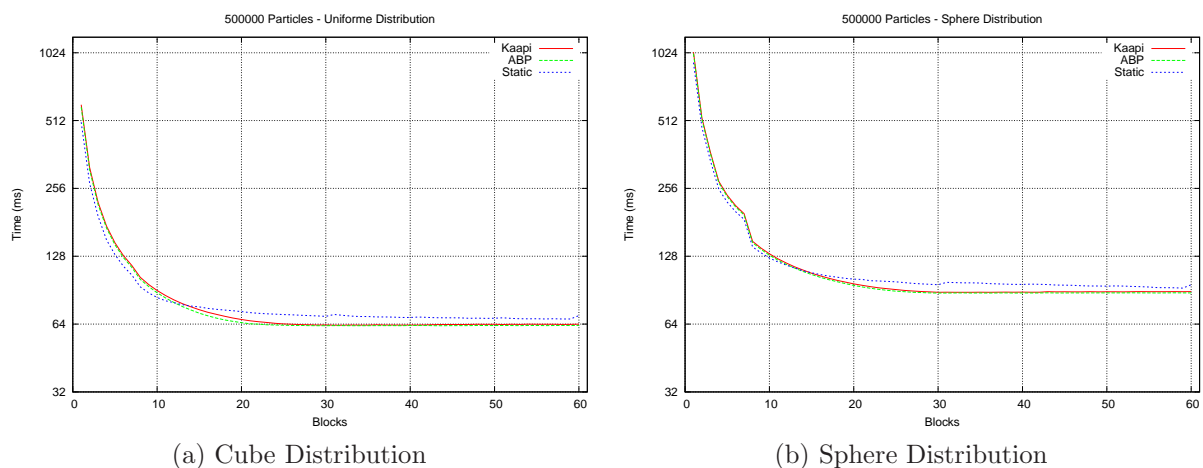 500000 Particles - Uniforme Distribution
Kaapi
ABP
Static
1024
512
256
128
64
32
Time (ms)
0
10
20
30
40
50
60
Blocks
(a) Cube Distribution
500000 Particles - Sphere Distribution
Kaapi
ABP
Static
1024
512
256
128
64
32
Time (ms)
0
10
20
30
40
50
60
Blocks
(b) Sphere Distribution